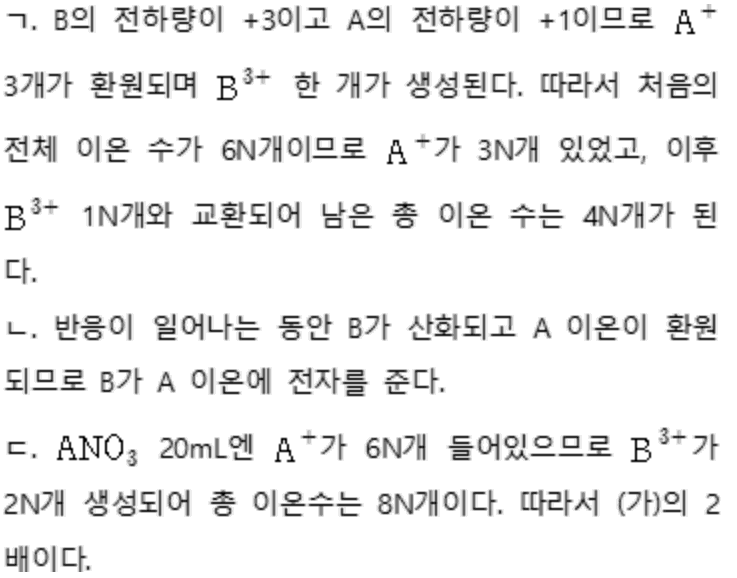 ㄱ. B의 전하량이 +3이고 A의 전하량이 +1이므로 A⁺
3개가 환원되며 B³⁺ 한 개가 생성된다. 따라서 처음의
전체 이온 수가 6N개이므로 A⁺가 3N개 있었고, 이후
B³⁺ 1N개와 교환되어 남은 총 이온 수는 4N개가 된
다.
ㄴ. 반응이 일어나는 동안 B가 산화되고 A 이온이 환원
되므로 B가 A 이온에 전자를 준다.
ㄷ. ANO₃ 20mL엔 A⁺가 6N개 들어있으므로 B³⁺가
2N개 생성되어 총 이온수는 8N개이다. 따라서 (가)의 2
배이다.